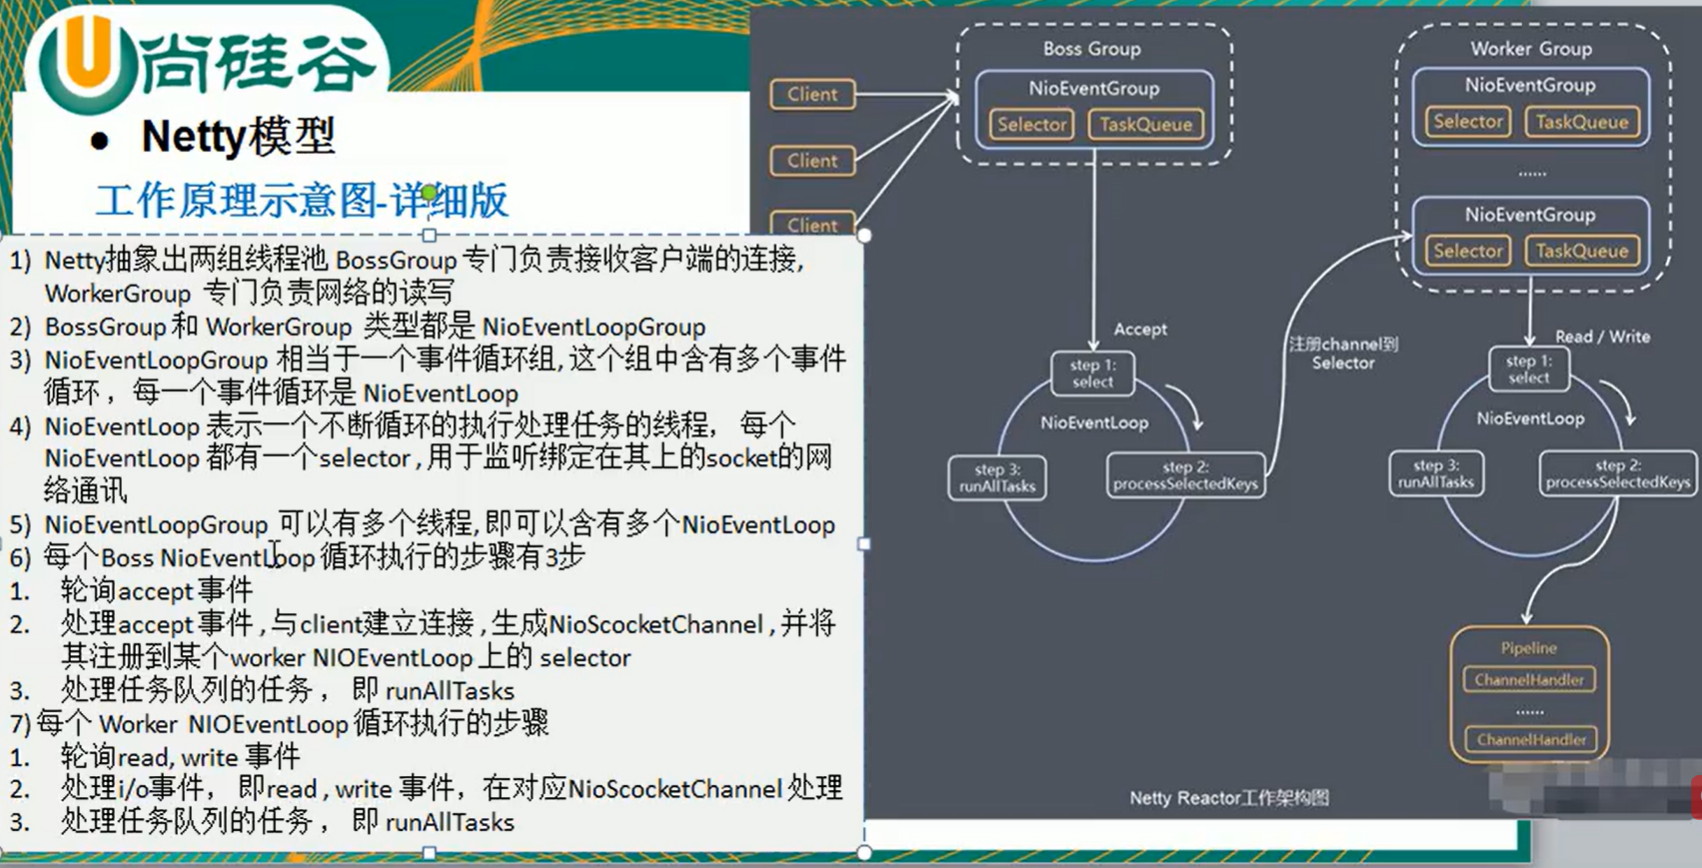 尚硅谷
● Netty模型
工作原理示意图-详细版
1) Netty抽象出两组线程池 BossGroup 专门负责接收客户端的连接,
WorkerGroup 专门负责网络的读写
2) BossGroup 和 WorkerGroup 类型都是 NioEventLoopGroup
3) NioEventLoopGroup 相当于一个事件循环组, 这个组中含有多个事件
循环 ，每一个事件循环是 NioEventLoop
4) NioEventLoop 表示一个不断循环的执行处理任务的线程， 每个
NioEventLoop 都有一个selector , 用于监听绑定在其上的socket的网
络通讯
5) NioEventLoopGroup 可以有多个线程, 即可以含有多个NioEventLoop
6) 每个Boss NioEventLoop 循环执行的步骤有3步
1. 轮询accept 事件
2. 处理accept 事件 , 与client建立连接 , 生成NioScocketChannel , 并将
其注册到某个worker NIOEventLoop 上的 selector
3. 处理任务队列的任务 ， 即 runAllTasks
7) 每个 Worker NIOEventLoop 循环执行的步骤
1. 轮询read, write 事件
2. 处理i/o事件， 即read , write 事件，在对应NioScocketChannel 处理
3. 处理任务队列的任务 ， 即 runAllTasks
Client
Client
Client
Boss Group
NioEventGroup
Selector TaskQueue
Accept
step 1:
select
NioEventLoop
step 2:
processSelectedKeys
step 3:
runAllTasks
注册channel到
Selector
Worker Group
NioEventGroup
Selector TaskQueue
......
NioEventGroup
Selector TaskQueue
Read / Write
step 1:
select
NioEventLoop
step 2:
processSelectedKeys
step 3:
runAllTasks
Pipeline
ChannelHandler
......
ChannelHandler
Netty Reactor工作架构图